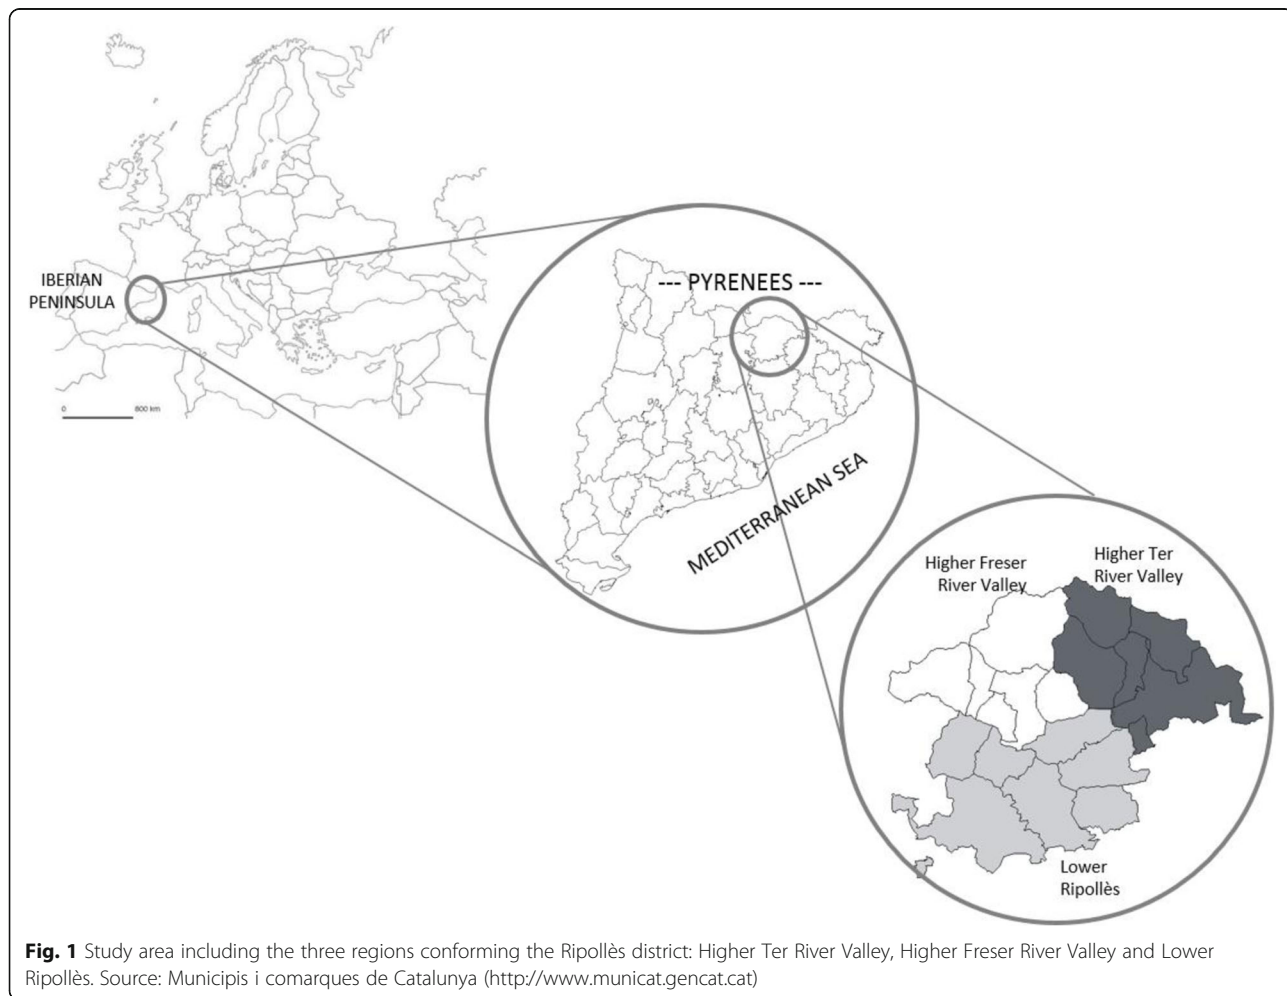 IBERIAN
PENINSULA
0 800 km
--- PYRENEES ---
MEDITERRANEAN SEA
Higher Freser
River Valley
Higher Ter
River Valley
Lower
Ripollès
Fig. 1 Study area including the three regions conforming the Ripollès district: Higher Ter River Valley, Higher Freser River Valley and Lower
Ripollès. Source: Municipis i comarques de Catalunya (http://www.municat.gencat.cat)